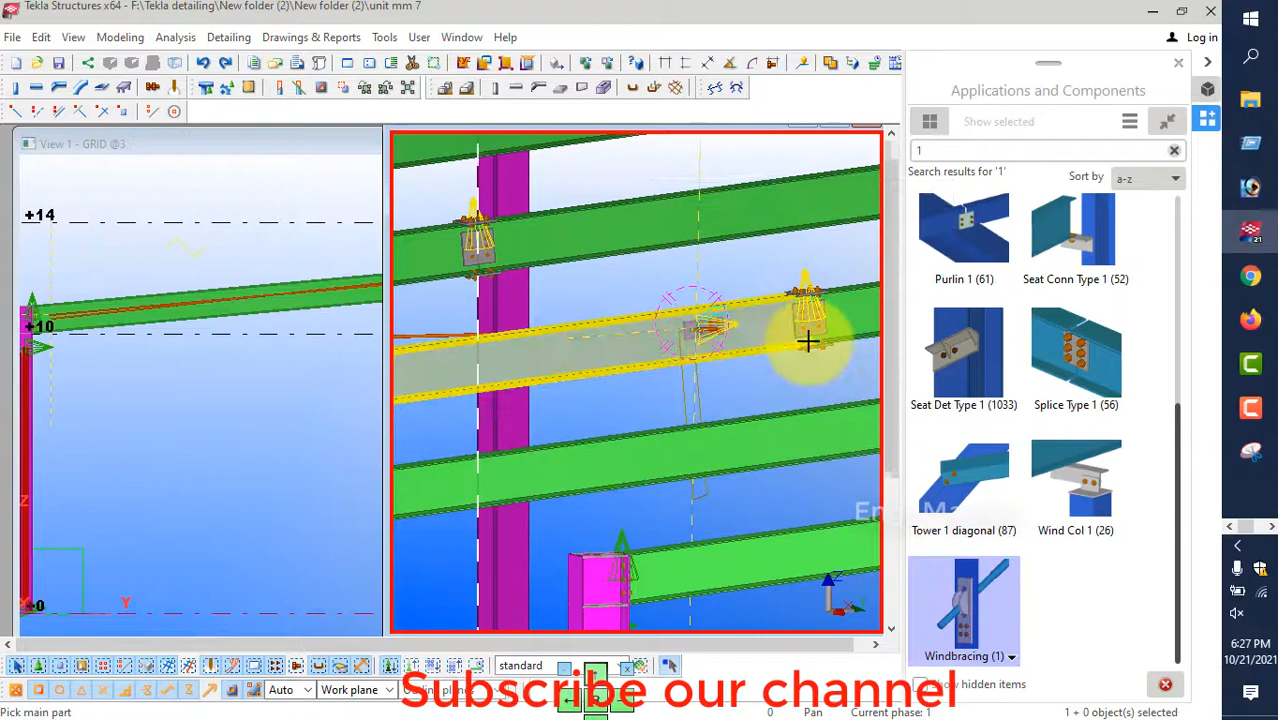 Tekla Structures x64 - F:\Tekla detailing\New folder (2)\New folder (2)\unit mm 7
File Edit View Modeling Analysis Detailing Drawings & Reports Tools User Window Help
Log in
Applications and Components
Show selected
1
Search results for '1'
Sort by a-z
View 1 - GRID @3
+14
+10
+0
Z
Y
Purlin 1 (61)
Seat Conn Type 1 (52)
Seat Det Type 1 (1033)
Splice Type 1 (56)
Tower 1 diagonal (87)
Wind Col 1 (26)
Windbracing (1)
hidden items
standard
Auto
Work plane
Subscribe our channel
Pick main part
0
Pan
Current phase: 1
1 + 0 object(s) selected
21
6:27 PM
10/21/2021